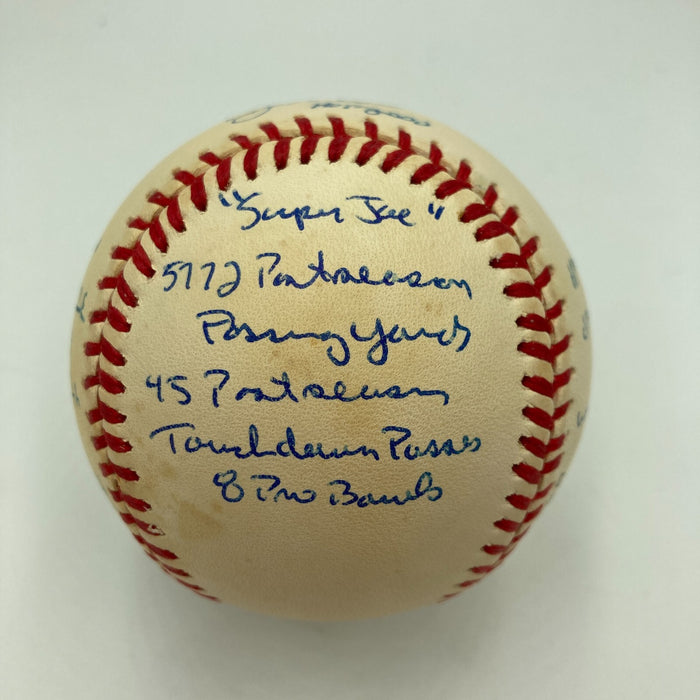 "Super Joe"
5772 Postseason
Passing Yards
45 Postseason
Touchdown Passes
8 Pro Bowls